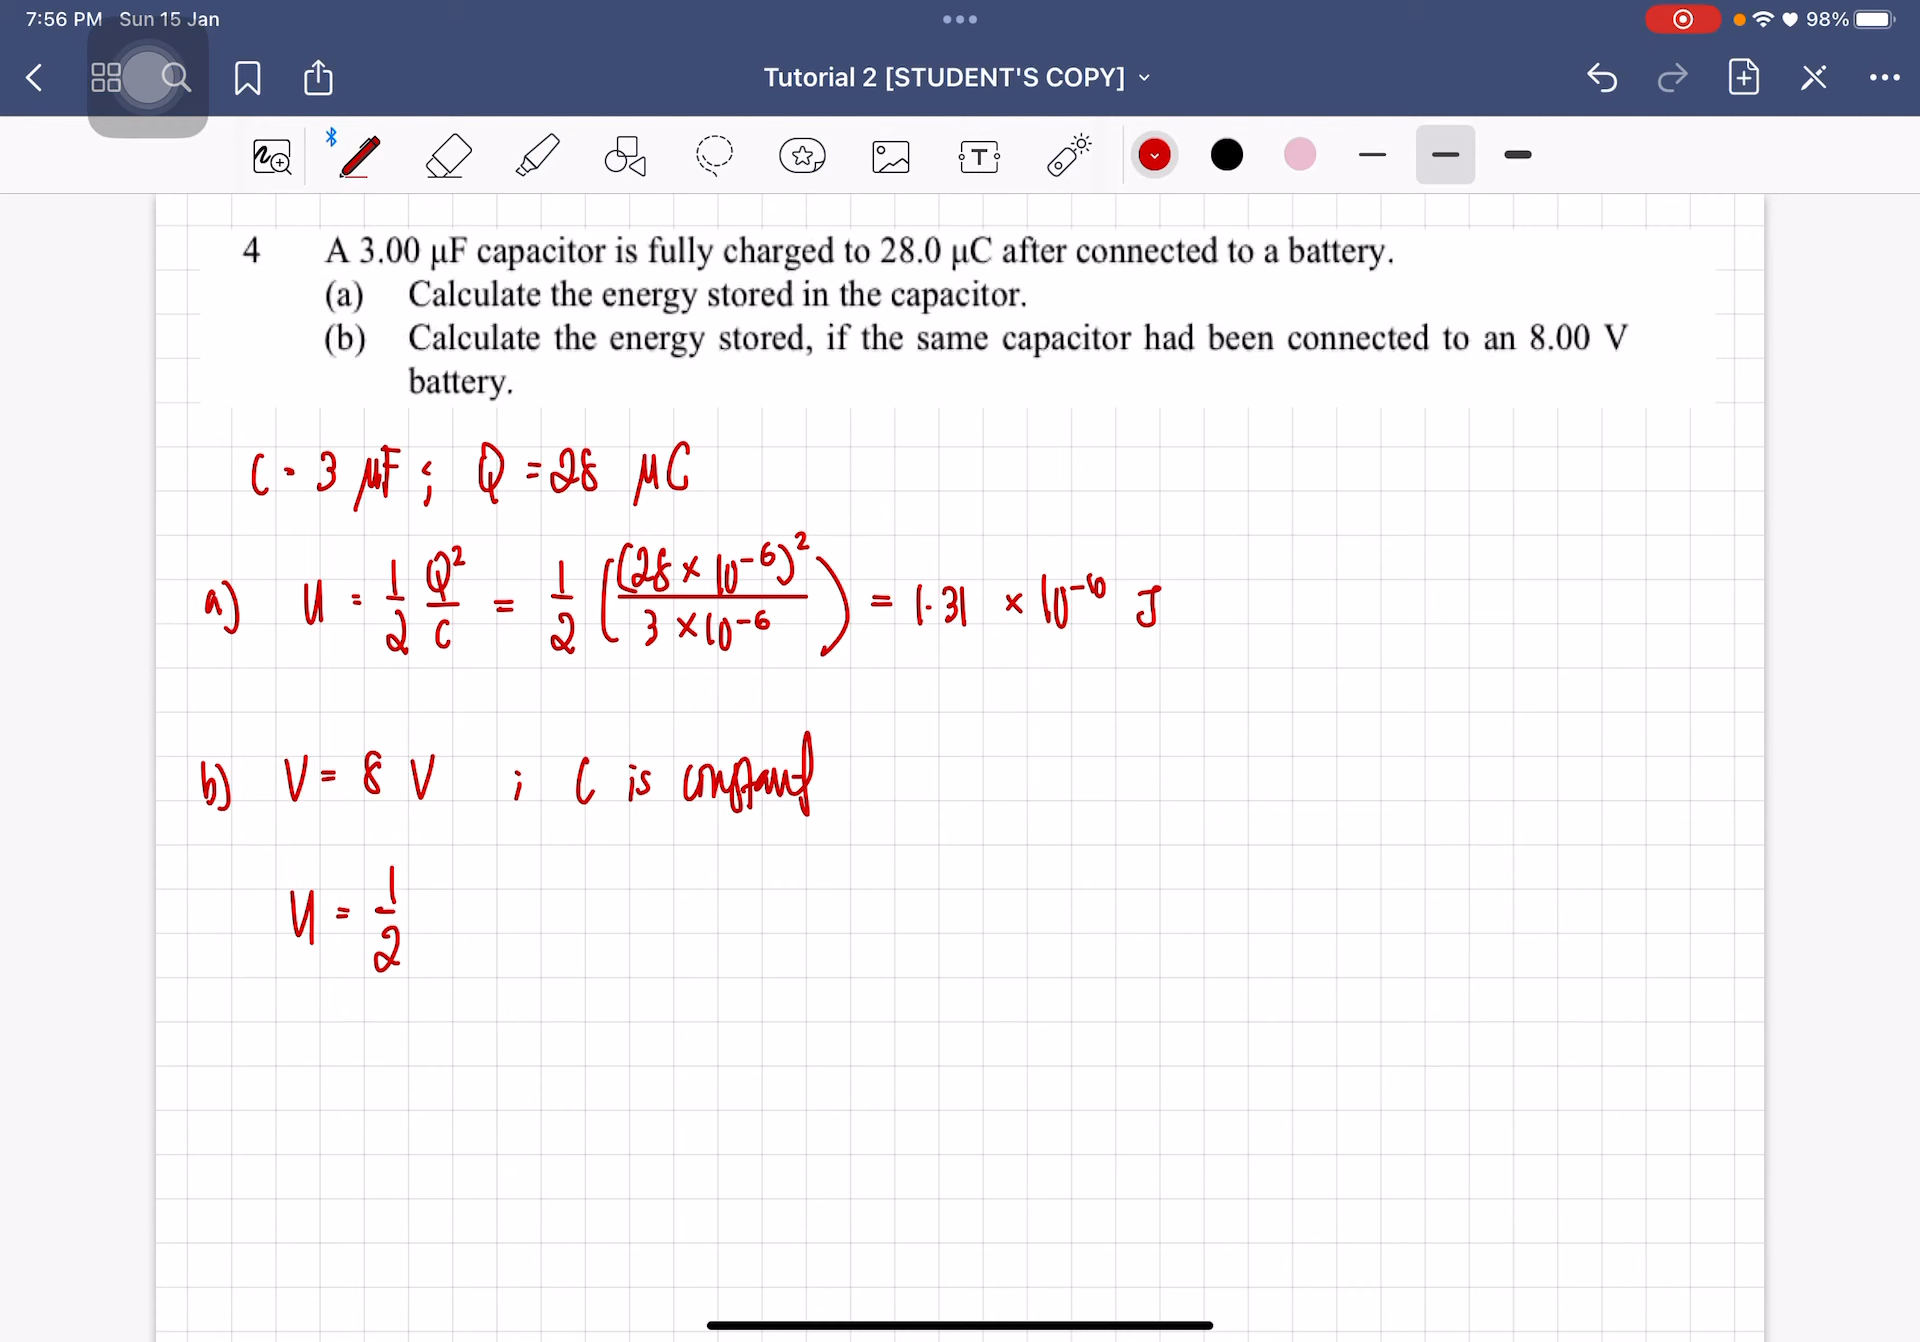 7:56 PM Sun 15 Jan
98%
Tutorial 2 [STUDENT'S COPY]
4 A 3.00 μF capacitor is fully charged to 28.0 μC after connected to a battery.
(a) Calculate the energy stored in the capacitor.
(b) Calculate the energy stored, if the same capacitor had been connected to an 8.00 V
battery.
C = 3 μF ; Q = 28 μC
a) U = 1/2 Q²/C = 1/2 ((28 × 10⁻⁶)²/(3 × 10⁻⁶)) = 1.31 × 10⁻¹⁰ J
b) V = 8 V ; C is constant
U = 1/2